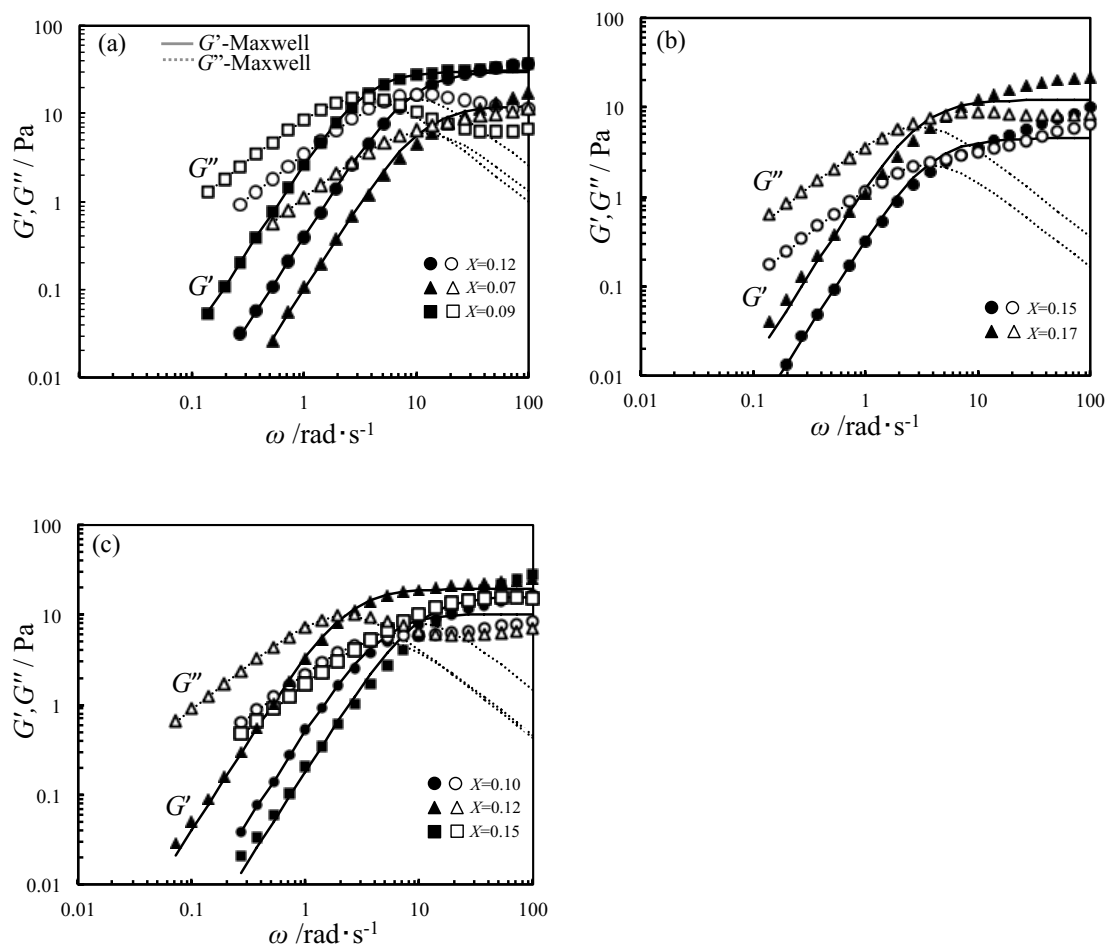 (a)
G'-Maxwell
G''-Maxwell
G',G'' / Pa
100
10
1
0.1
0.01
G''
G'
X=0.12
X=0.07
X=0.09
0.1 1 10 100
ω /rad・s-1
(b)
G',G'' / Pa
100
10
1
0.1
0.01
G''
G'
X=0.15
X=0.17
0.01 0.1 1 10 100
ω /rad・s-1
(c)
G',G'' / Pa
100
10
1
0.1
0.01
G''
G'
X=0.10
X=0.12
X=0.15
0.01 0.1 1 10 100
ω /rad・s-1